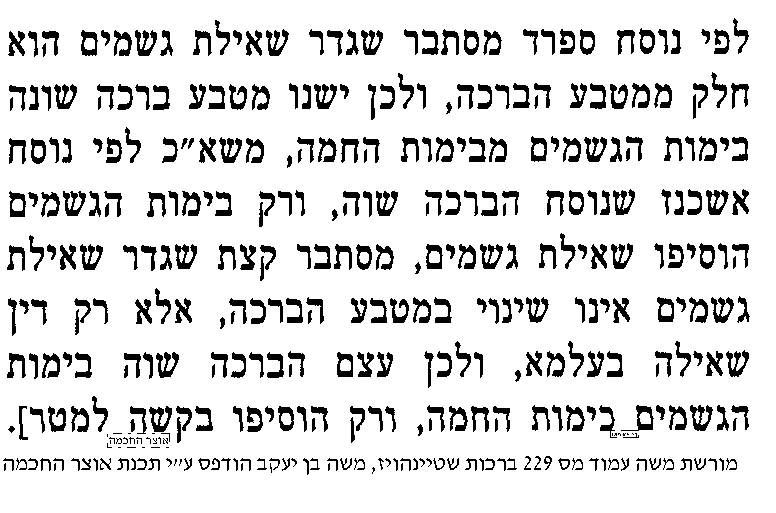 לפי נוסח ספרד מסתבר שגדר שאילת גשמים הוא
חלק ממטבע הברכה, ולכן ישנו מטבע ברכה שונה
בימות הגשמים מבימות החמה, משא״כ לפי נוסח
אשכנז שנוסח הברכה שוה, ורק בימות הגשמים
הוסיפו שאילת גשמים, מסתבר קצת שגדר שאילת
גשמים אינו שינוי במטבע הברכה, אלא רק דין
שאילה בעלמא, ולכן עצם הברכה שוה בימות
הגשמים כימות החמה, ורק הוסיפו בקשה למטר].
אוצר החכמה
מורשת משה עמוד מס 229 ברכות שטיינהויז, משה בן יעקב הודפס ע״י תכנת אוצר החכמה